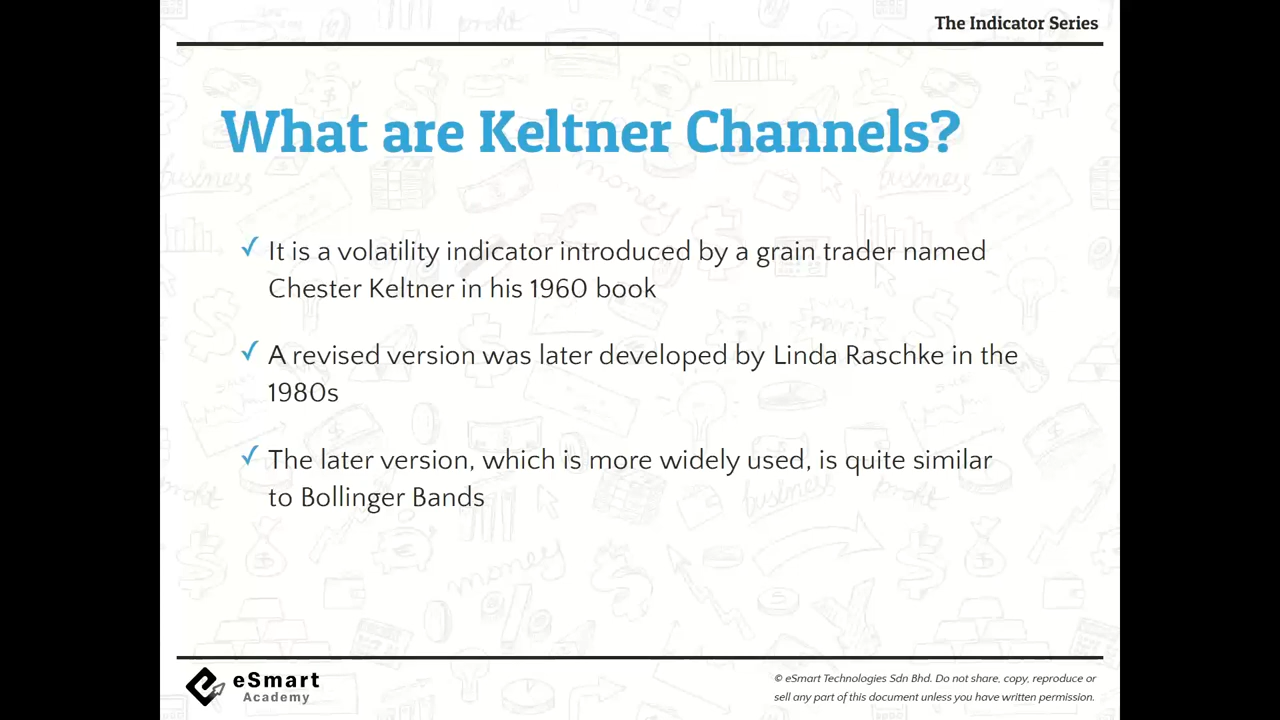 The Indicator Series
What are Keltner Channels?
✓ It is a volatility indicator introduced by a grain trader named
Chester Keltner in his 1960 book
✓ A revised version was later developed by Linda Raschke in the
1980s
✓ The later version, which is more widely used, is quite similar
to Bollinger Bands
eSmart
Academy
© eSmart Technologies Sdn Bhd. Do not share, copy, reproduce or
sell any part of this document unless you have written permission.